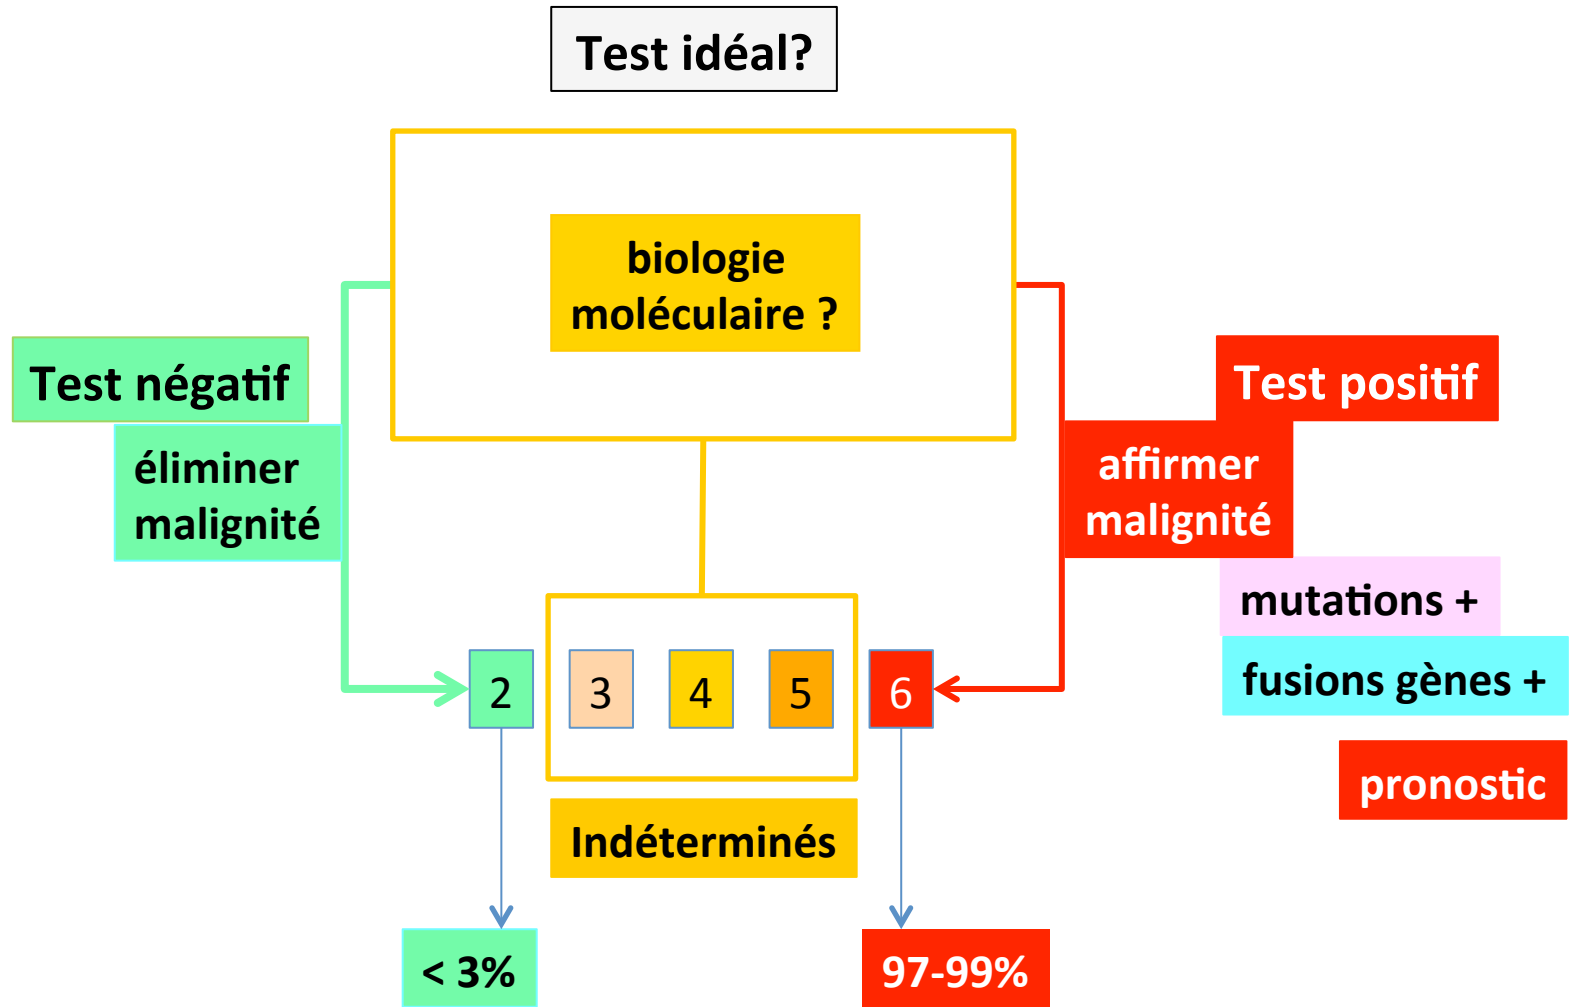 Test idéal?
biologie
moléculaire ?
Test négatif
éliminer
malignité
Test positif
affirmer
malignité
mutations +
fusions gènes +
pronostic
2
3
4
5
6
Indéterminés
< 3%
97-99%